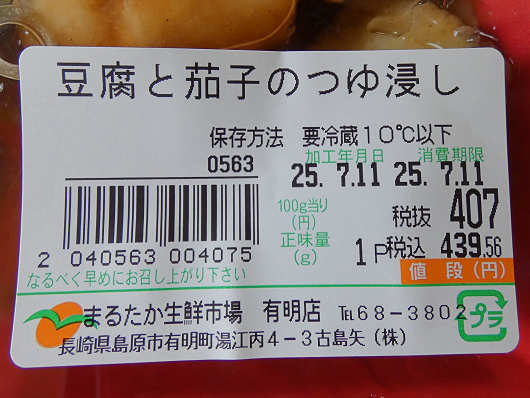 豆腐と茄子のつゆ浸し
保存方法 要冷蔵10℃以下
0563
加工年月日 消費期限
25. 7.11 25. 7.11
100g当り
(円)
税抜 407
正味量
(g)
1P 税込 439.56
値段(円)
2 040563 004075
なるべく早めにお召し上がり下さい
まるたか生鮮市場 有明店 ℡68-3802
長崎県島原市有明町湯江丙4-3古島矢(株)
プラ